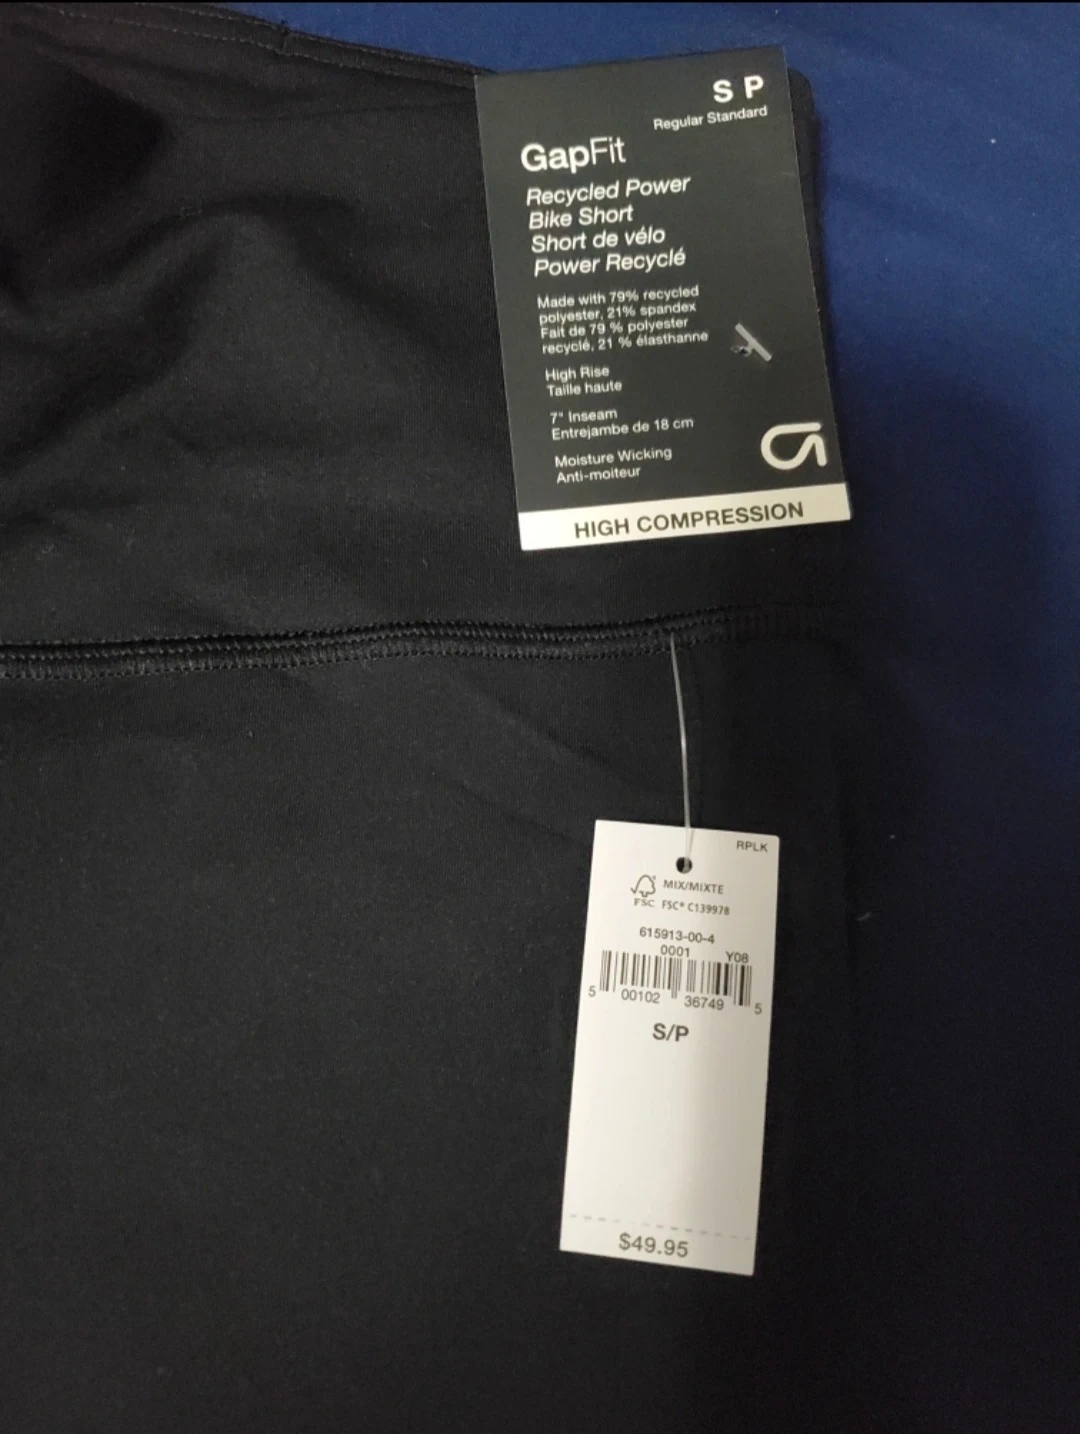 S P
Regular Standard
GapFit
Recycled Power
Bike Short
Short de vélo
Power Recyclé
Made with 79% recycled
polyester, 21% spandex
Fait de 79 % polyester
recyclé, 21 % élasthanne
High Rise
Taille haute
7" Inseam
Entrejambe de 18 cm
Moisture Wicking
Anti-moiteur
HIGH COMPRESSION
RPLK
MIX/MIXTE
FSC FSC® C139978
615913-00-4
0001 Y08
5 00102 36749 5
S/P
$49.95